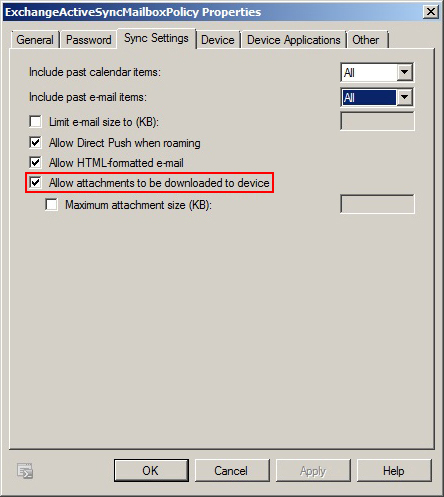 ExchangeActiveSyncMailboxPolicy Properties
General Password Sync Settings Device Device Applications Other
Include past calendar items: All
Include past e-mail items: All
Limit e-mail size to (KB):
Allow Direct Push when roaming
Allow HTML-formatted e-mail
Allow attachments to be downloaded to device
Maximum attachment size (KB):
OK Cancel Apply Help